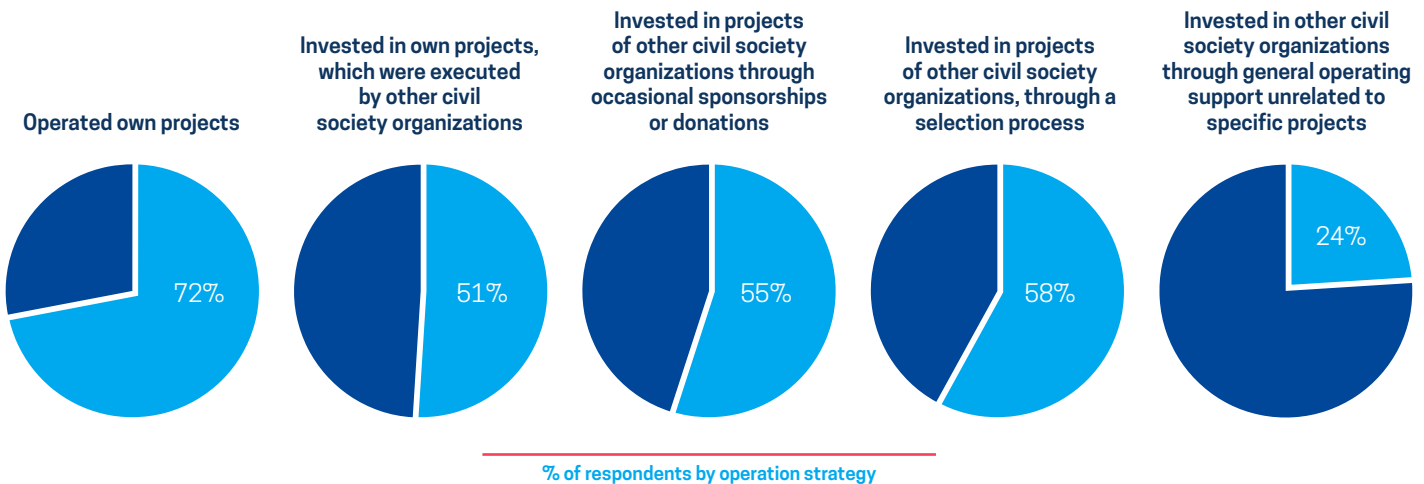 Operated own projects
Invested in own projects,
which were executed
by other civil
society organizations
Invested in projects
of other civil society
organizations through
occasional sponsorships
or donations
Invested in projects
of other civil society
organizations, through a
selection process
Invested in other civil
society organizations
through general operating
support unrelated to
specific projects
72%
51%
55%
58%
24%
% of respondents by operation strategy